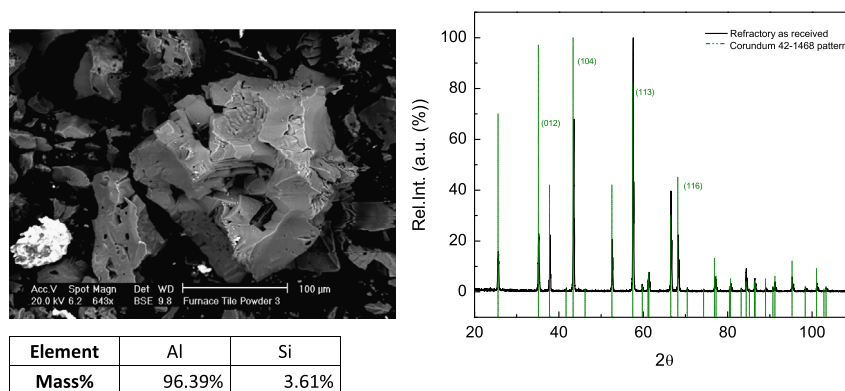 Acc.V Spot Magn Det WD
20.0 kV 6.2 643x BSE 9.8 Furnace Tile Powder 3
100 μm
Element Al Si
Mass% 96.39% 3.61%
Refractory as received
Corundum 42-1468 pattern
(104)
(113)
(012)
(116)
Rel.Int. (a.u. (%))
100
80
60
40
20
0
20 40 60 80 100
2θ